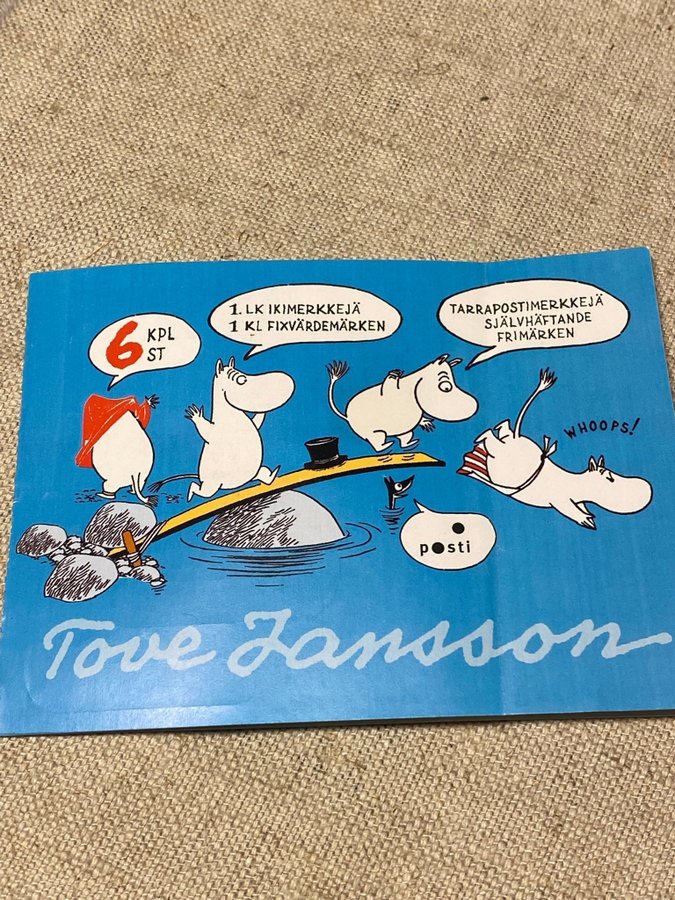 6 KPL
ST
1. LK IKIMERKKEJÄ
1 KL FIXVÄRDEMÄRKEN
TARRAPOSTIMERKKEJÄ
SJÄLVHÄFTANDE
FRIMÄRKEN
WHOOPS!
posti
Tove Jansson